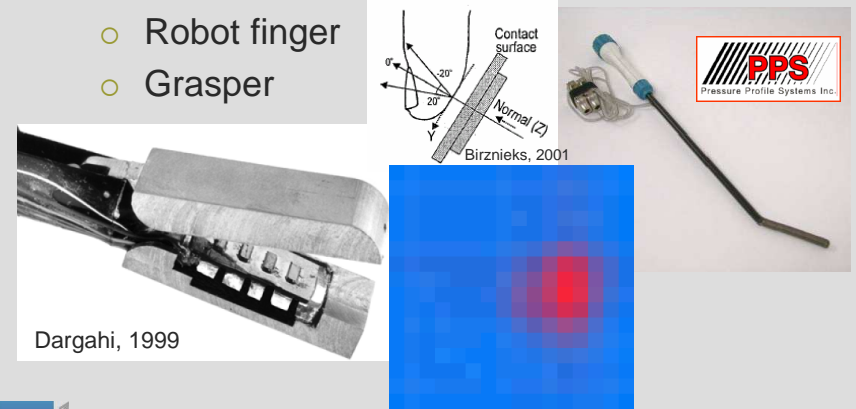 Robot finger
Grasper
Contact
surface
0°
-20°
20°
Y
Normal (Z)
Birznieks, 2001
PPS
Pressure Profile Systems Inc.
Dargahi, 1999